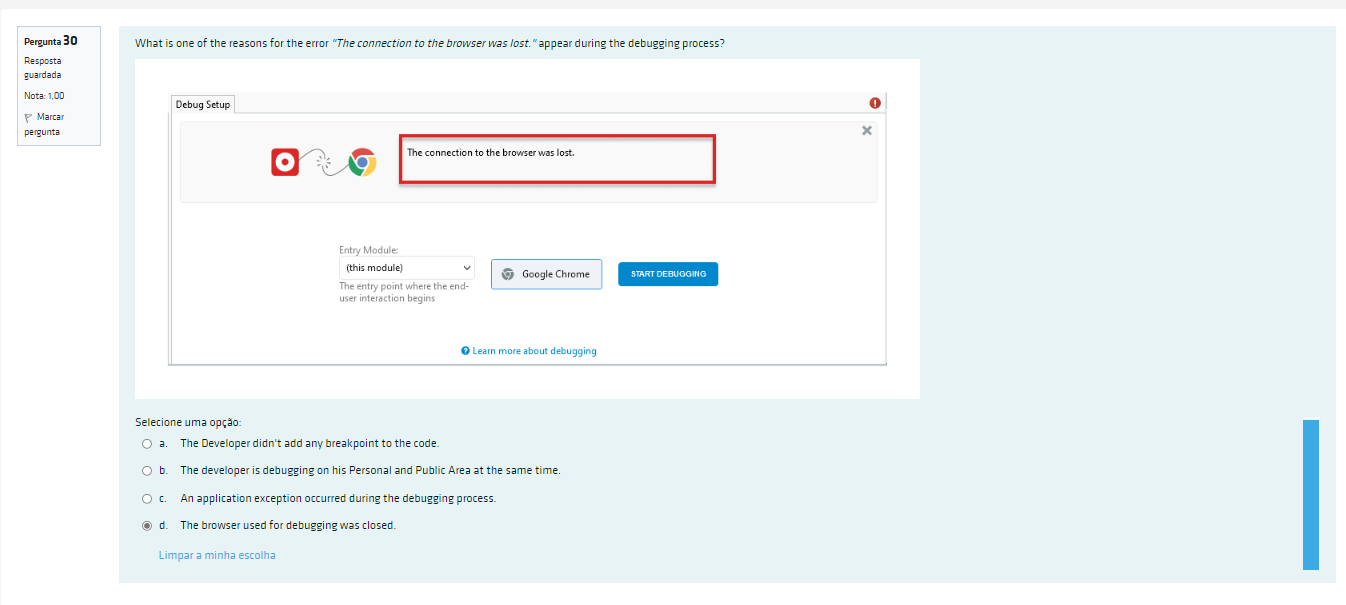 Pergunta 30
Resposta
guardada
Nota: 1,00
Marcar
pergunta
What is one of the reasons for the error "The connection to the browser was lost." appear during the debugging process?
Debug Setup
The connection to the browser was lost.
Entry Module:
(this module)
The entry point where the end-
user interaction begins
Google Chrome
START DEBUGGING
Learn more about debugging
Selecione uma opção:
a. The Developer didn't add any breakpoint to the code.
b. The developer is debugging on his Personal and Public Area at the same time.
c. An application exception occurred during the debugging process.
d. The browser used for debugging was closed.
Limpar a minha escolha